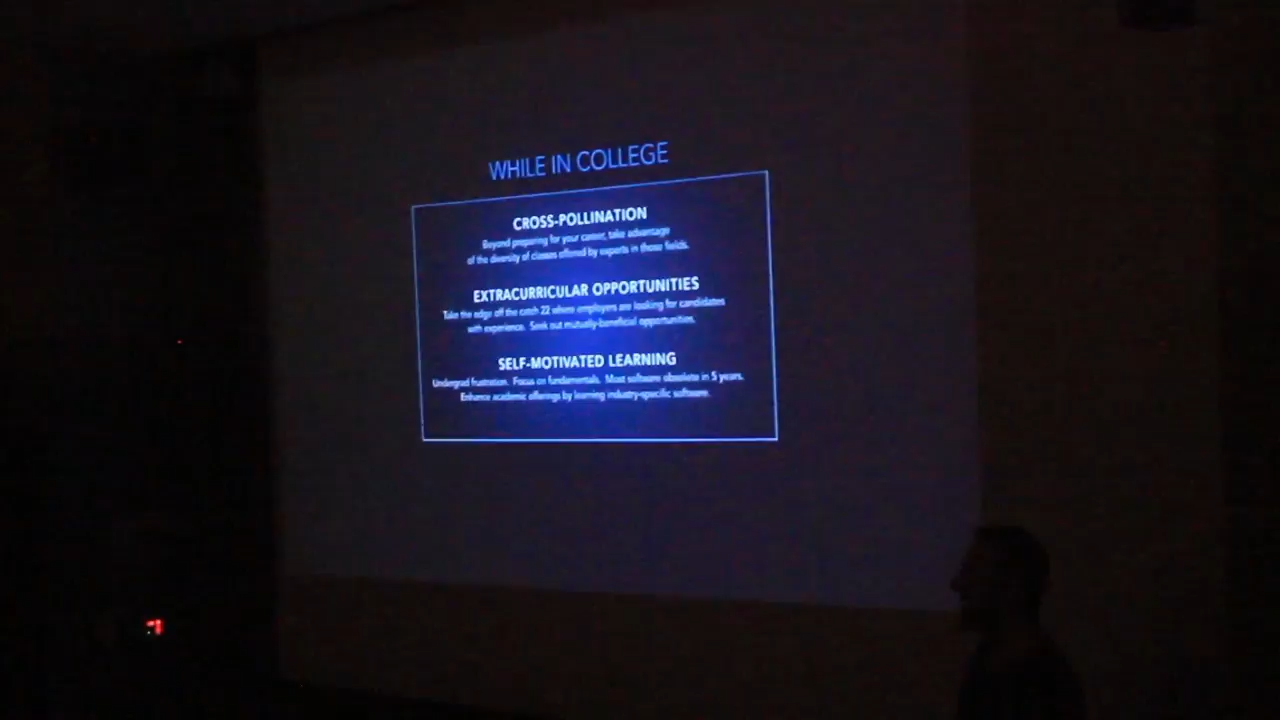 WHILE IN COLLEGE
CROSS-POLLINATION
Beyond preparing for your career, take advantage
of the diversity of classes offered by experts in those fields.
EXTRACURRICULAR OPPORTUNITIES
Take the edge off the catch 22 where employers are looking for candidates
with experience. Seek out mutually-beneficial opportunities.
SELF-MOTIVATED LEARNING
Undergrad frustration. Focus on fundamentals. Most software obsolete in 5 years.
Enhance academic offerings by learning industry-specific software.